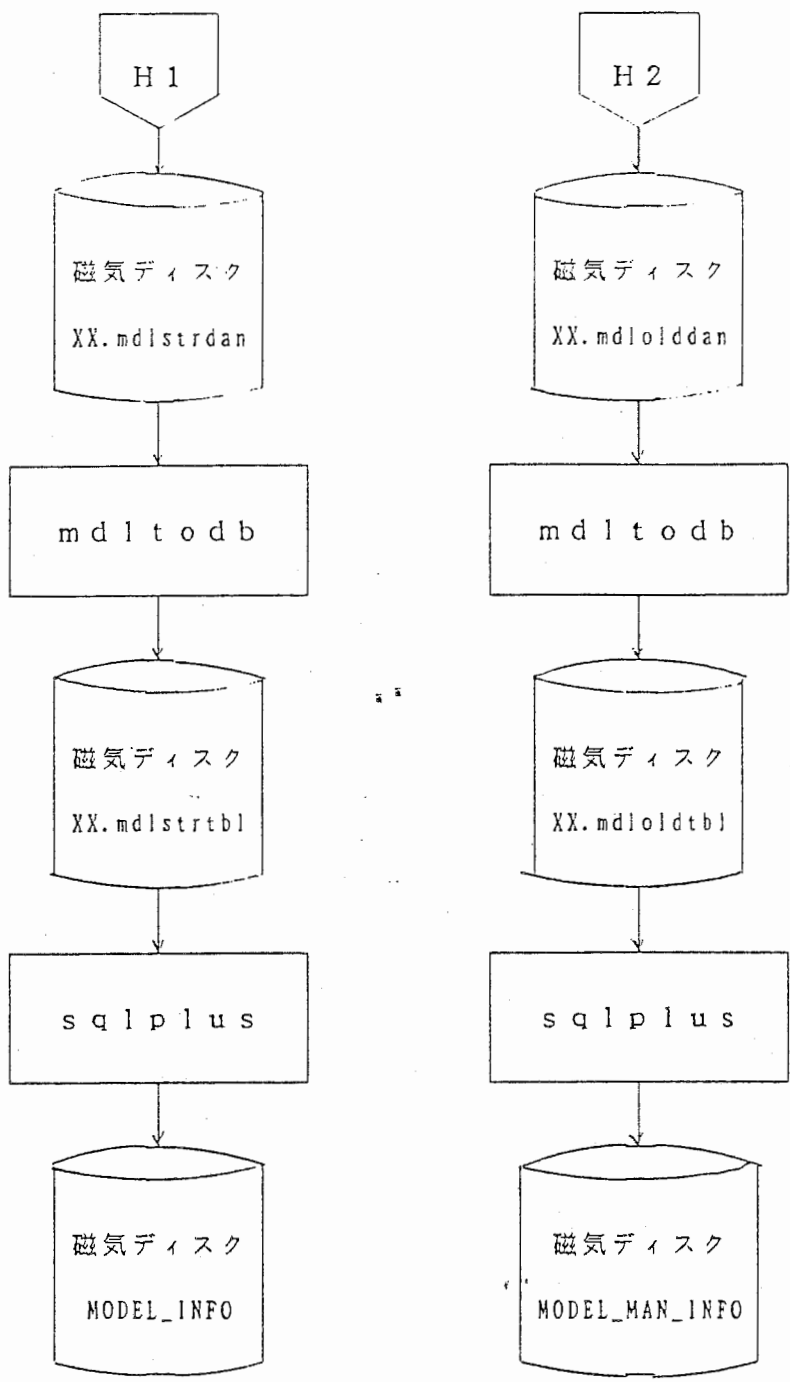 H1
磁気ディスク
XX.mdlstrdan
mdltodb
磁気ディスク
XX.mdlstrtbl
sqlplus
磁気ディスク
MODEL_INFO
H2
磁気ディスク
XX.mdlolddan
mdltodb
磁気ディスク
XX.mdloldtbl
sqlplus
磁気ディスク
MODEL_MAN_INFO